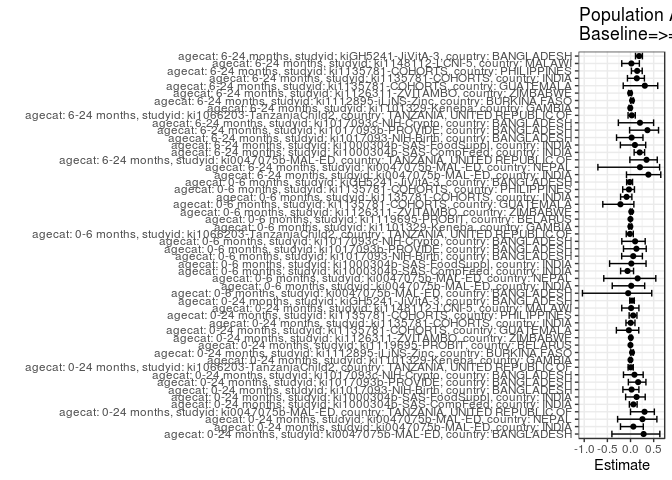 Population A
Baseline=>=
agecat: 6-24 months, studyid: kiGH5241-JiVitA-3, country: BANGLADESH
agecat: 6-24 months, studyid: ki1148112-LCNI-5, country: MALAWI
agecat: 6-24 months, studyid: ki1135781-COHORTS, country: PHILIPPINES
agecat: 6-24 months, studyid: ki1135781-COHORTS, country: INDIA
agecat: 6-24 months, studyid: ki1135781-COHORTS, country: GUATEMALA
agecat: 6-24 months, studyid: ki1126311-ZVITAMBO, country: ZIMBABWE
agecat: 6-24 months, studyid: ki1112895-iLiNS-Zinc, country: BURKINA FASO
agecat: 6-24 months, studyid: ki1101329-Keneba, country: GAMBIA
agecat: 6-24 months, studyid: ki1066203-TanzaniaChild2, country: TANZANIA, UNITED REPUBLIC OF
agecat: 6-24 months, studyid: ki1017093c-NIH-Crypto, country: BANGLADESH
agecat: 6-24 months, studyid: ki1017093b-PROVIDE, country: BANGLADESH
agecat: 6-24 months, studyid: ki1017093-NIH-Birth, country: BANGLADESH
agecat: 6-24 months, studyid: ki1000304b-SAS-FoodSuppl, country: INDIA
agecat: 6-24 months, studyid: ki1000304b-SAS-CompFeed, country: INDIA
agecat: 6-24 months, studyid: ki0047075b-MAL-ED, country: TANZANIA, UNITED REPUBLIC OF
agecat: 6-24 months, studyid: ki0047075b-MAL-ED, country: NEPAL
agecat: 6-24 months, studyid: ki0047075b-MAL-ED, country: INDIA
agecat: 0-6 months, studyid: kiGH5241-JiVitA-3, country: BANGLADESH
agecat: 0-6 months, studyid: ki1135781-COHORTS, country: PHILIPPINES
agecat: 0-6 months, studyid: ki1135781-COHORTS, country: INDIA
agecat: 0-6 months, studyid: ki1135781-COHORTS, country: GUATEMALA
agecat: 0-6 months, studyid: ki1126311-ZVITAMBO, country: ZIMBABWE
agecat: 0-6 months, studyid: ki1119695-PROBIT, country: BELARUS
agecat: 0-6 months, studyid: ki1101329-Keneba, country: GAMBIA
agecat: 0-6 months, studyid: ki1066203-TanzaniaChild2, country: TANZANIA, UNITED REPUBLIC OF
agecat: 0-6 months, studyid: ki1017093c-NIH-Crypto, country: BANGLADESH
agecat: 0-6 months, studyid: ki1017093b-PROVIDE, country: BANGLADESH
agecat: 0-6 months, studyid: ki1017093-NIH-Birth, country: BANGLADESH
agecat: 0-6 months, studyid: ki1000304b-SAS-FoodSuppl, country: INDIA
agecat: 0-6 months, studyid: ki1000304b-SAS-CompFeed, country: INDIA
agecat: 0-6 months, studyid: ki0047075b-MAL-ED, country: NEPAL
agecat: 0-6 months, studyid: ki0047075b-MAL-ED, country: INDIA
agecat: 0-6 months, studyid: ki0047075b-MAL-ED, country: BANGLADESH
agecat: 0-24 months, studyid: kiGH5241-JiVitA-3, country: BANGLADESH
agecat: 0-24 months, studyid: ki1148112-LCNI-5, country: MALAWI
agecat: 0-24 months, studyid: ki1135781-COHORTS, country: PHILIPPINES
agecat: 0-24 months, studyid: ki1135781-COHORTS, country: INDIA
agecat: 0-24 months, studyid: ki1135781-COHORTS, country: GUATEMALA
agecat: 0-24 months, studyid: ki1126311-ZVITAMBO, country: ZIMBABWE
agecat: 0-24 months, studyid: ki1119695-PROBIT, country: BELARUS
agecat: 0-24 months, studyid: ki1112895-iLiNS-Zinc, country: BURKINA FASO
agecat: 0-24 months, studyid: ki1101329-Keneba, country: GAMBIA
agecat: 0-24 months, studyid: ki1066203-TanzaniaChild2, country: TANZANIA, UNITED REPUBLIC OF
agecat: 0-24 months, studyid: ki1017093c-NIH-Crypto, country: BANGLADESH
agecat: 0-24 months, studyid: ki1017093b-PROVIDE, country: BANGLADESH
agecat: 0-24 months, studyid: ki1017093-NIH-Birth, country: BANGLADESH
agecat: 0-24 months, studyid: ki1000304b-SAS-FoodSuppl, country: INDIA
agecat: 0-24 months, studyid: ki1000304b-SAS-CompFeed, country: INDIA
agecat: 0-24 months, studyid: ki0047075b-MAL-ED, country: TANZANIA, UNITED REPUBLIC OF
agecat: 0-24 months, studyid: ki0047075b-MAL-ED, country: NEPAL
agecat: 0-24 months, studyid: ki0047075b-MAL-ED, country: INDIA
agecat: 0-24 months, studyid: ki0047075b-MAL-ED, country: BANGLADESH
-1.0 -0.5 0.0 0.5
Estimate